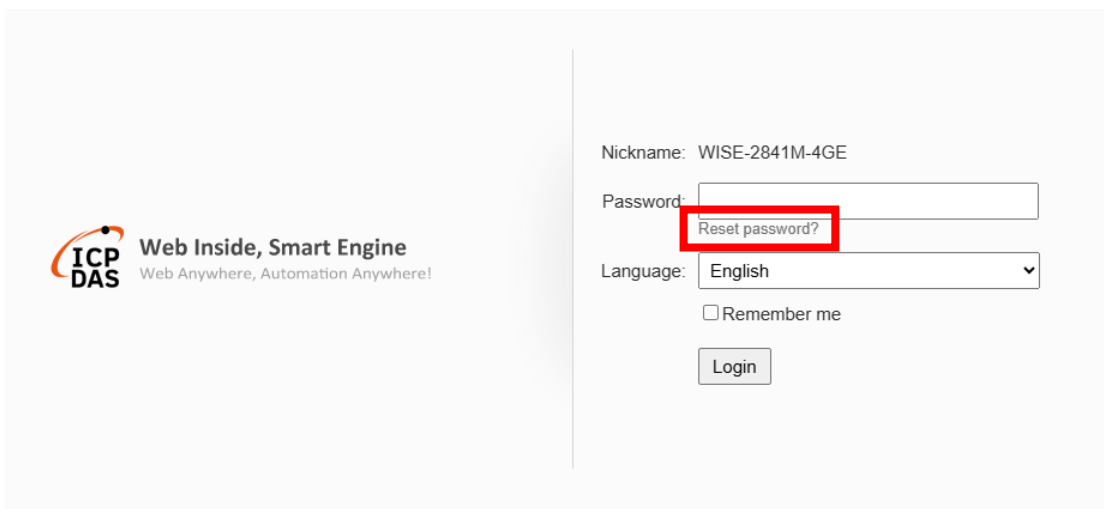 ICP
DAS
Web Inside, Smart Engine
Web Anywhere, Automation Anywhere!
Nickname: WISE-2841M-4GE
Password:
Reset password?
Language: English
Remember me
Login